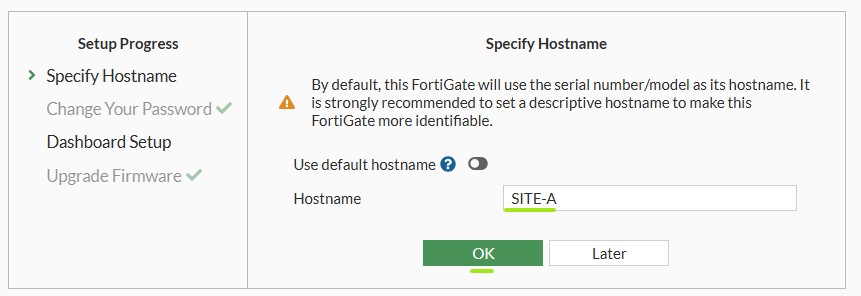 Setup Progress
Specify Hostname
Change Your Password
Dashboard Setup
Upgrade Firmware
Specify Hostname
By default, this FortiGate will use the serial number/model as its hostname. It
is strongly recommended to set a descriptive hostname to make this
FortiGate more identifiable.
Use default hostname ?
Hostname
SITE-A
OK
Later